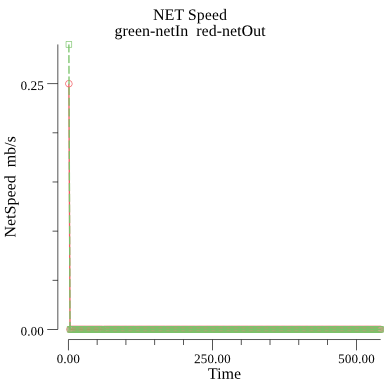 NET Speed
green-netIn  red-netOut
0.25
NetSpeed  mb/s
0.00
0.00
250.00
500.00
Time